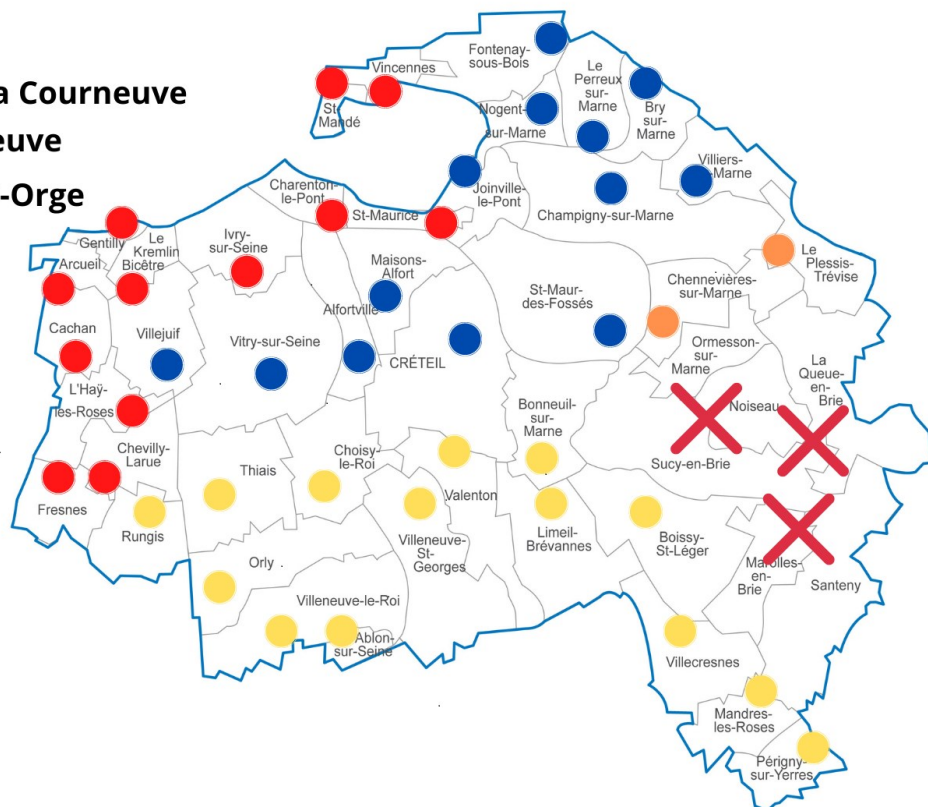 a Courneuve
euve
-Orge
Fontenay-
sous-Bois
Vincennes
St-
Mandé
Le
Perreux
sur-
Marne
Nogent-
sur-Marne
Bry
sur-
Marne
Villiers-
-Marne
Joinville-
le-Pont
Champigny-sur-Marne
Charenton-
le-Pont
St-Maurice
Gentilly
Le
Kremlin
Bicêtre
Arcueil
Ivry-
sur-Seine
Maisons-
Alfort
Alfortville
St-Maur-
des-Fossés
Chennevières-
sur-Marne
Le
Plessis-
Trévise
Cachan
Villejuif
Vitry-sur-Seine
CRÉTEIL
Ormesson-
sur-
Marne
La
Queue-
en-
Brie
L'Haÿ-
les-Roses
Bonneuil-
sur-
Marne
Noiseau
Chevilly-
Larue
Thiais
Choisy-
le-Roi
Sucy-en-Brie
Fresnes
Rungis
Valenton
Villeneuve-
St-
Georges
Limeil-
Brévannes
Boissy-
St-Léger
Marolles-
en-
Brie
Santeny
Orly
Villeneuve-le-Roi
Ablon-
sur-Seine
Villecresnes
Mandres-
les-Roses
Périgny-
sur-Yerres